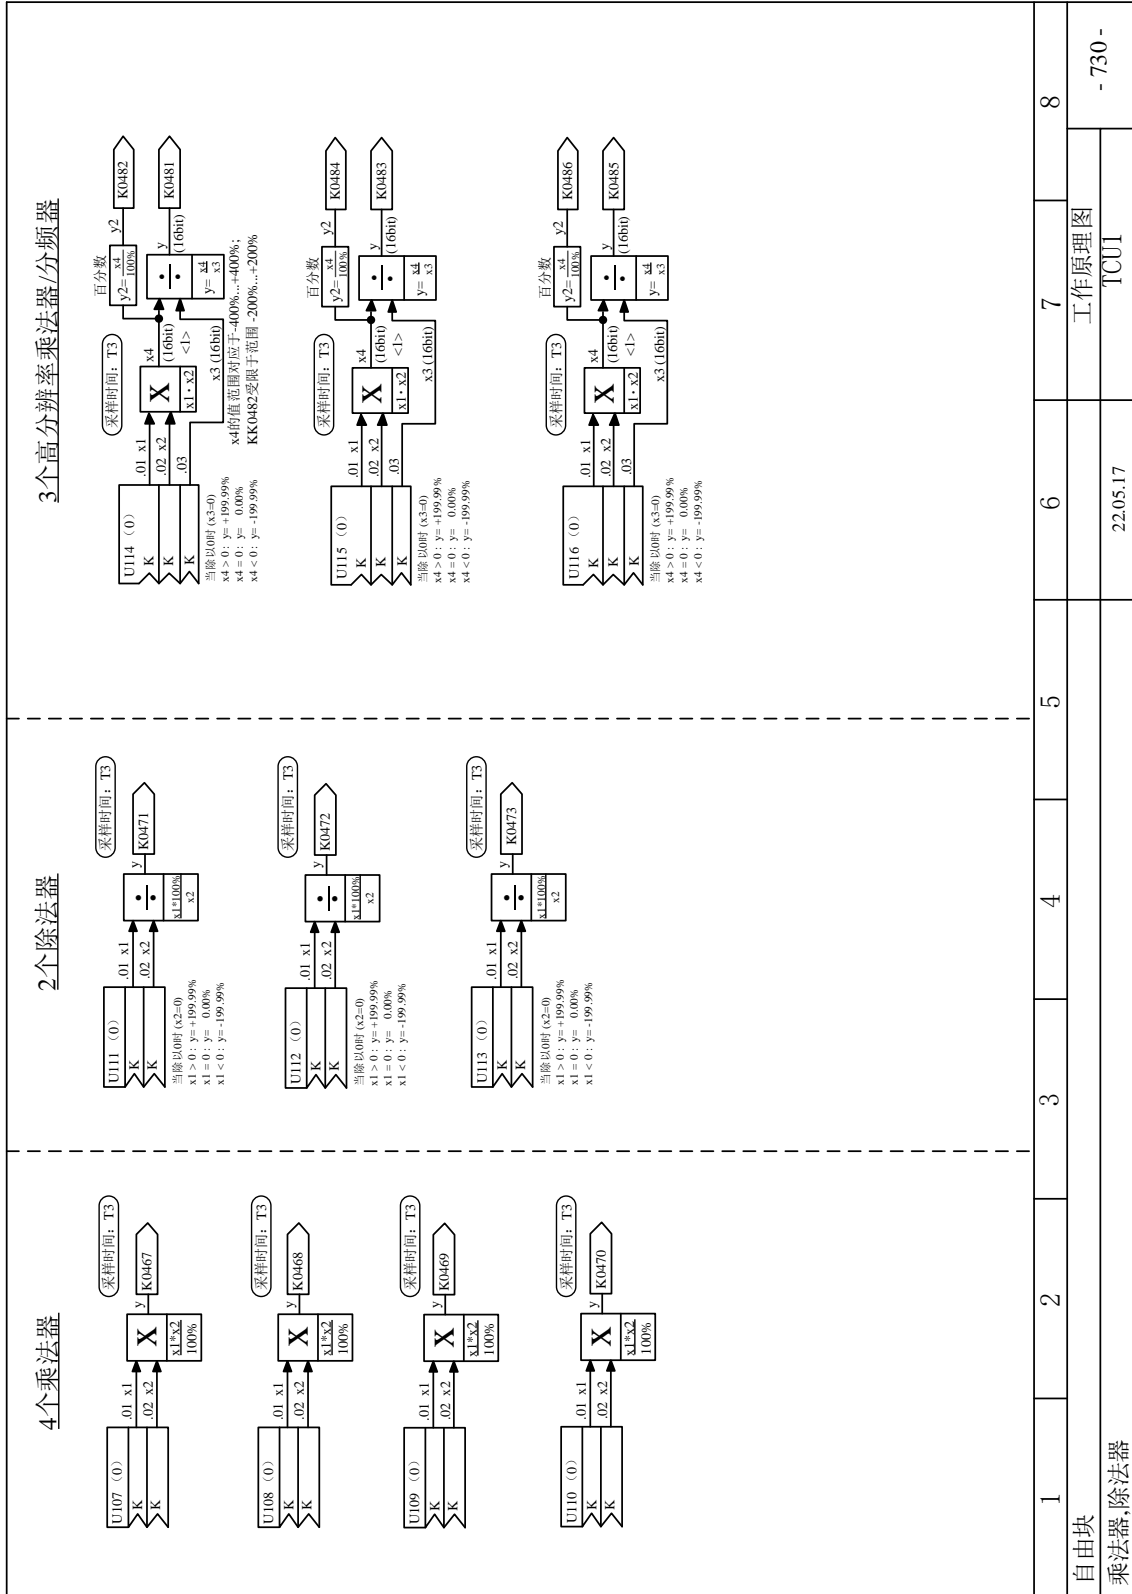 4个乘法器
采样时间: T3
U107（0）
K
K
.01 x1
.02 x2
X
x1*x2
100%
y
K0467
采样时间: T3
U108（0）
K
K
.01 x1
.02 x2
X
x1*x2
100%
y
K0468
采样时间: T3
U109（0）
K
K
.01 x1
.02 x2
X
x1*x2
100%
y
K0469
采样时间: T3
U110（0）
K
K
.01 x1
.02 x2
X
x1*x2
100%
y
K0470
2个除法器
采样时间: T3
U111（0）
K
K
.01 x1
.02 x2
÷
x1*100%
x2
y
K0471
当除以0时 (x2=0)
x1 > 0 : y= +199.99%
x1 = 0 : y= 0.00%
x1 < 0 : y= -199.99%
采样时间: T3
U112（0）
K
K
.01 x1
.02 x2
÷
x1*100%
x2
y
K0472
当除以0时 (x2=0)
x1 > 0 : y= +199.99%
x1 = 0 : y= 0.00%
x1 < 0 : y= -199.99%
采样时间: T3
U113（0）
K
K
.01 x1
.02 x2
÷
x1*100%
x2
y
K0473
当除以0时 (x2=0)
x1 > 0 : y= +199.99%
x1 = 0 : y= 0.00%
x1 < 0 : y= -199.99%
3个高分辨率乘法器/分频器
百分数
y2= x4
100%
y2
K0482
采样时间: T3
U114（0）
K
K
K
.01 x1
.02 x2
.03
X
x1 · x2
x4
(16bit)
<1>
x3 (16bit)
÷
y= x4
x3
y
(16bit)
K0481
x4的值范围对应于-400%...+400%;
KK0482受限于范围 -200%...+200%
当除以0时 (x3=0)
x4 > 0 : y= +199.99%
x4 = 0 : y= 0.00%
x4 < 0 : y= -199.99%
百分数
y2= x4
100%
y2
K0484
采样时间: T3
U115（0）
K
K
K
.01 x1
.02 x2
.03
X
x1 · x2
x4
(16bit)
<1>
x3 (16bit)
÷
y= x4
x3
y
(16bit)
K0483
当除以0时 (x3=0)
x4 > 0 : y= +199.99%
x4 = 0 : y= 0.00%
x4 < 0 : y= -199.99%
百分数
y2= x4
100%
y2
K0486
采样时间: T3
U116（0）
K
K
K
.01 x1
.02 x2
.03
X
x1 · x2
x4
(16bit)
<1>
x3 (16bit)
÷
y= x4
x3
y
(16bit)
K0485
当除以0时 (x3=0)
x4 > 0 : y= +199.99%
x4 = 0 : y= 0.00%
x4 < 0 : y= -199.99%
1 2 3 4 5 6 7 8
自由块 工作原理图 - 730 -
乘法器,除法器 22.05.17 TCU1